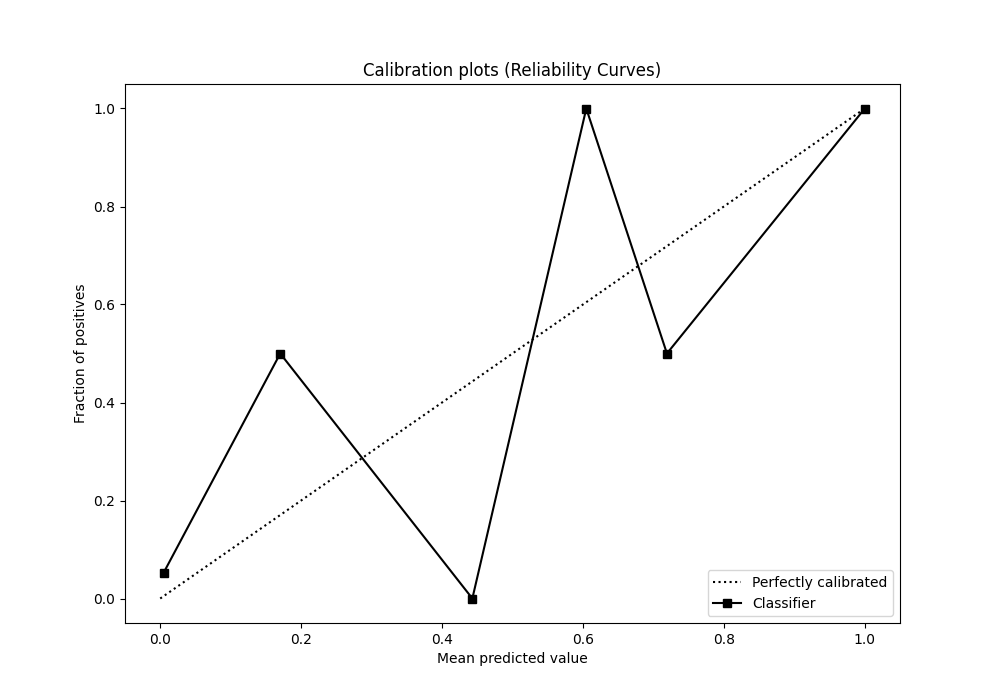 Calibration plots (Reliability Curves)
1.0
0.8
0.6
0.4
0.2
0.0
Fraction of positives
0.0 0.2 0.4 0.6 0.8 1.0
Mean predicted value
Perfectly calibrated
Classifier